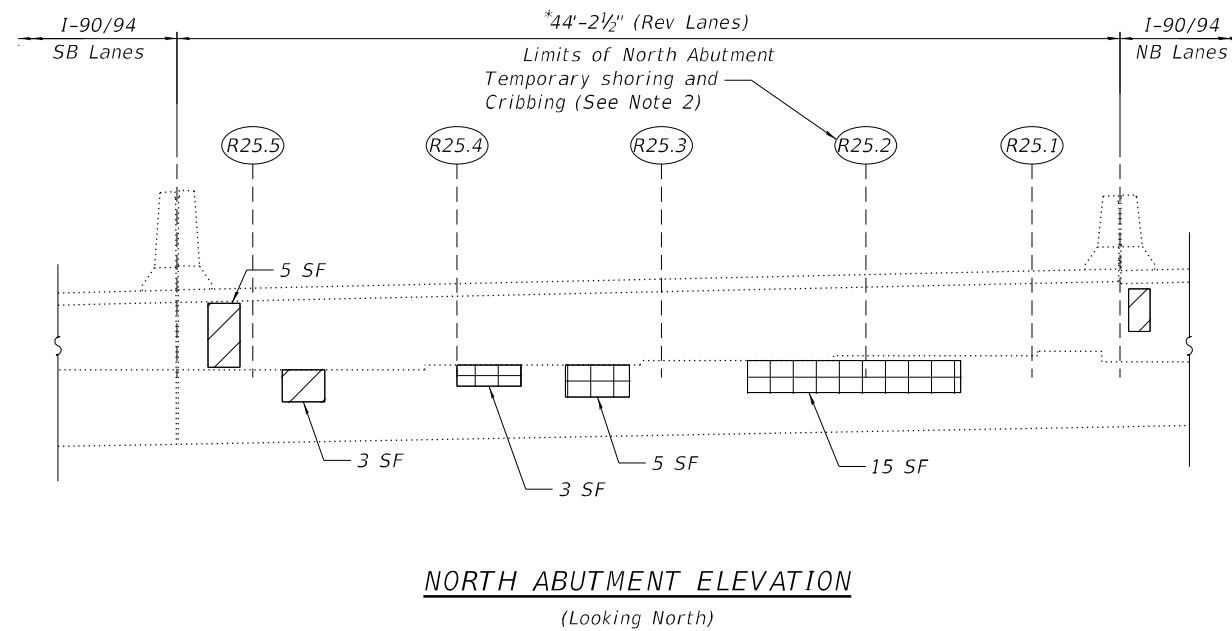 I-90/94
SB Lanes
*44'-2½" (Rev Lanes)
I-90/94
NB Lanes
Limits of North Abutment
Temporary shoring and
Cribbing (See Note 2)
R25.5
R25.4
R25.3
R25.2
R25.1
5 SF
3 SF
3 SF
5 SF
15 SF
NORTH ABUTMENT ELEVATION
(Looking North)